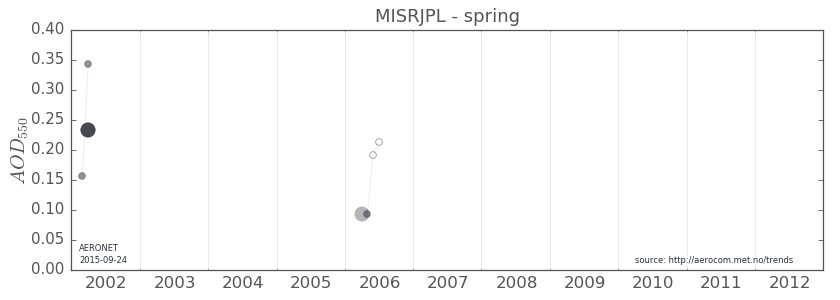 MISRJPL - spring
0.40
0.35
0.30
0.25
0.20
0.15
0.10
0.05
0.00
AOD550
AERONET
2015-09-24
source: http://aerocom.met.no/trends
2002 2003 2004 2005 2006 2007 2008 2009 2010 2011 2012